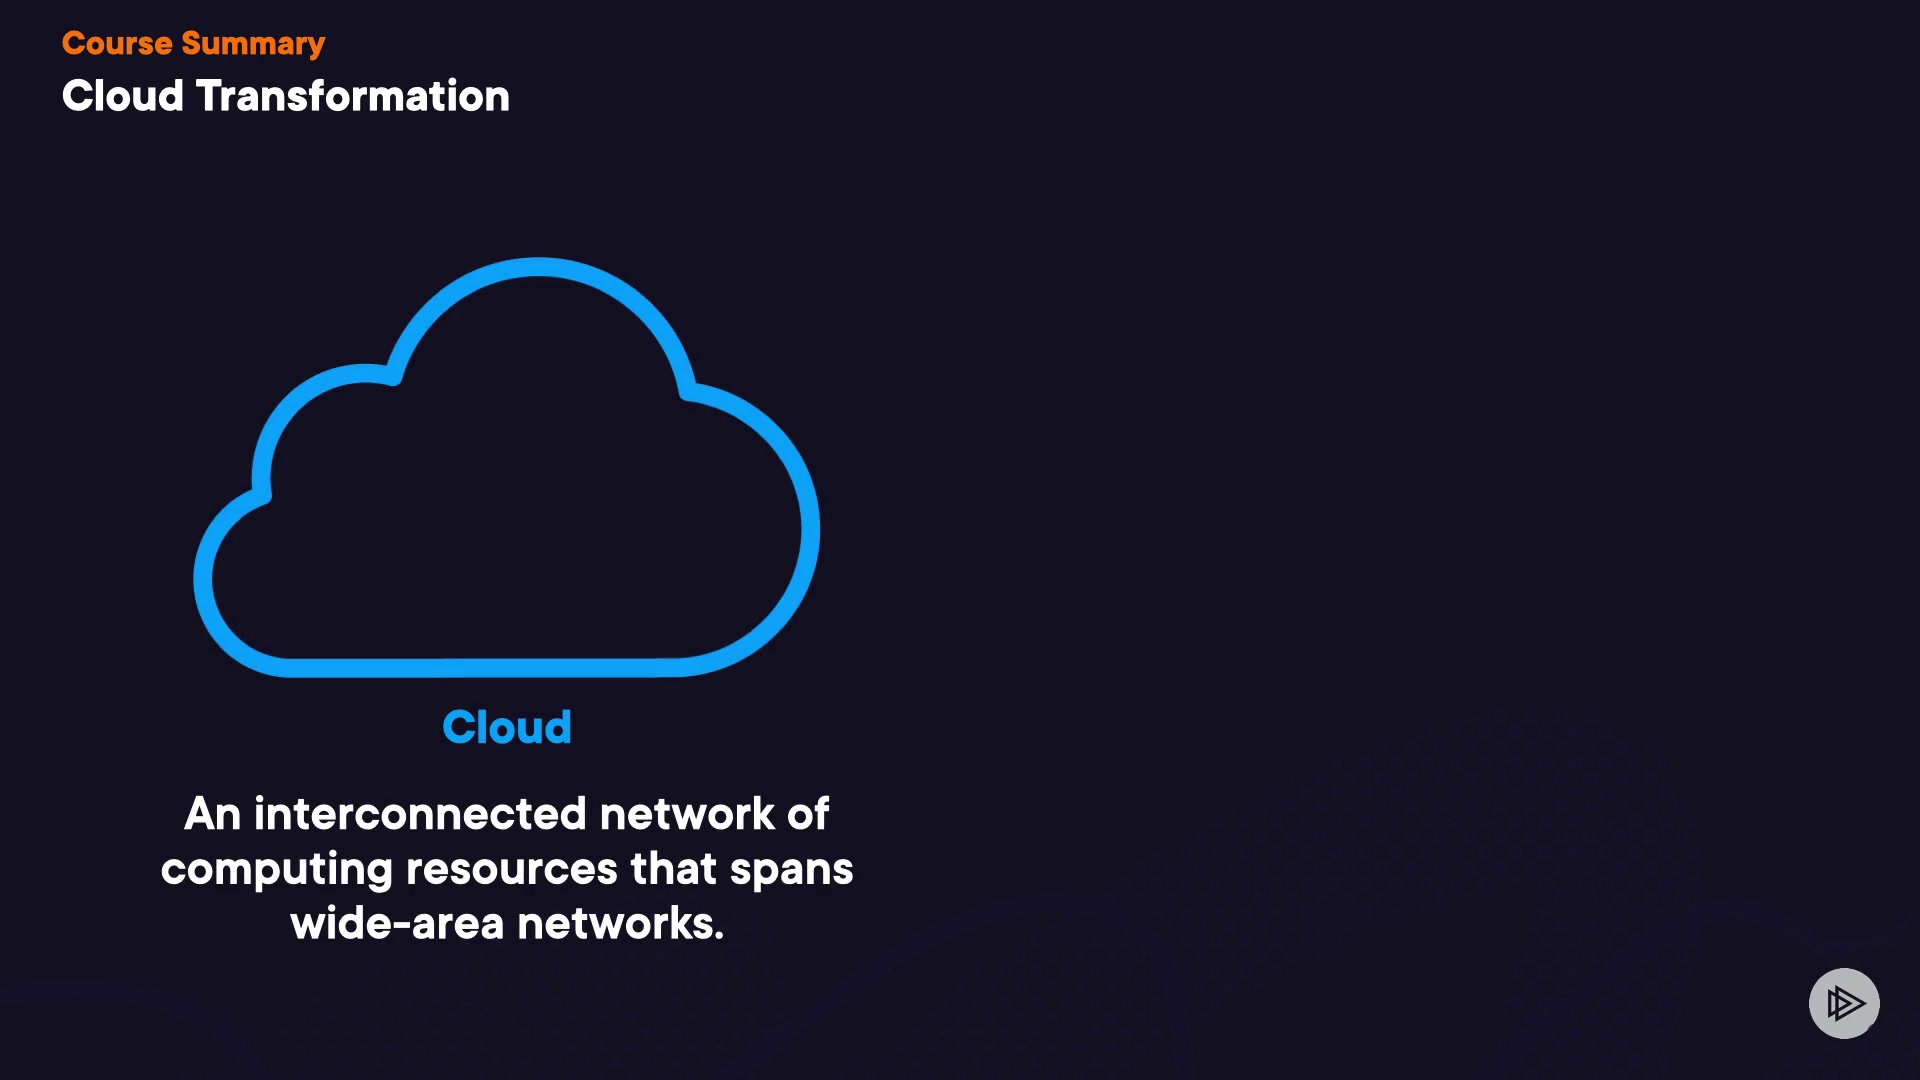 Course Summary
Cloud Transformation
Cloud
An interconnected network of
computing resources that spans
wide-area networks.